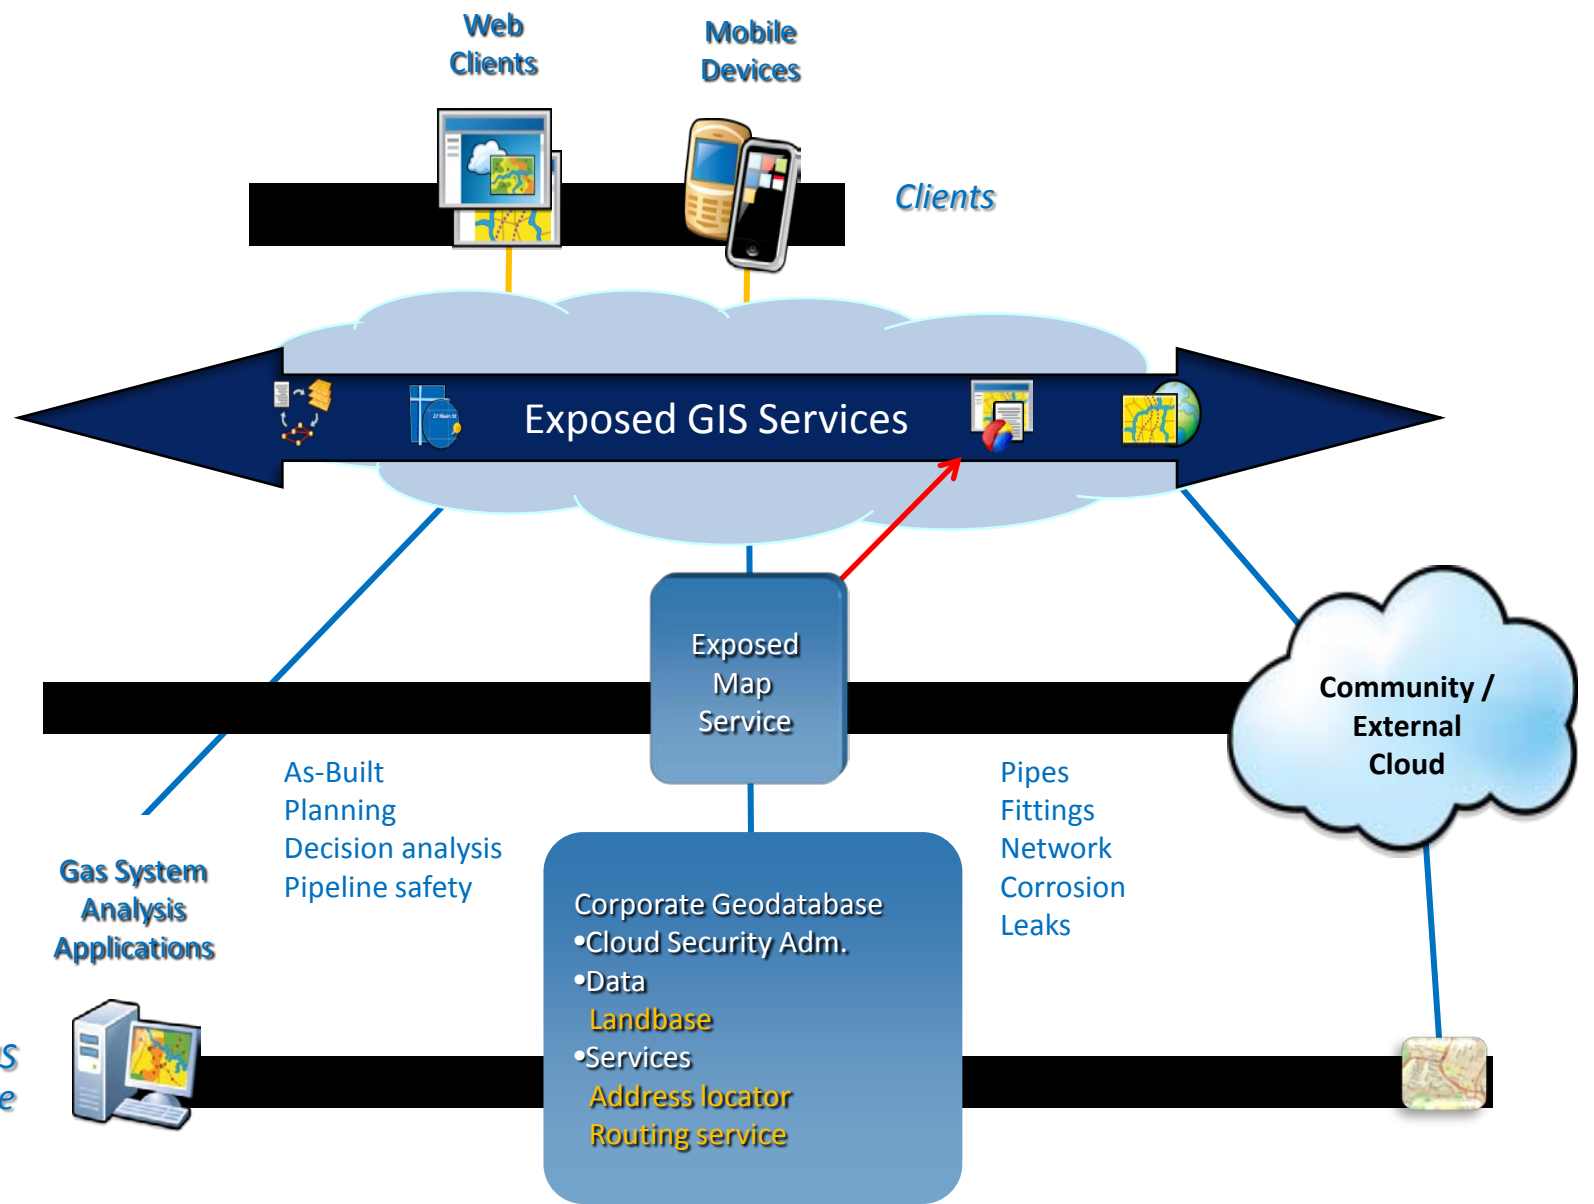 Web
Clients
Mobile
Devices
Clients
Exposed GIS Services
Exposed
Map
Service
Community /
External
Cloud
As-Built
Planning
Decision analysis
Pipeline safety
Pipes
Fittings
Network
Corrosion
Leaks
Gas System
Analysis
Applications
Corporate Geodatabase
•Cloud Security Adm.
•Data
Landbase
•Services
Address locator
Routing service